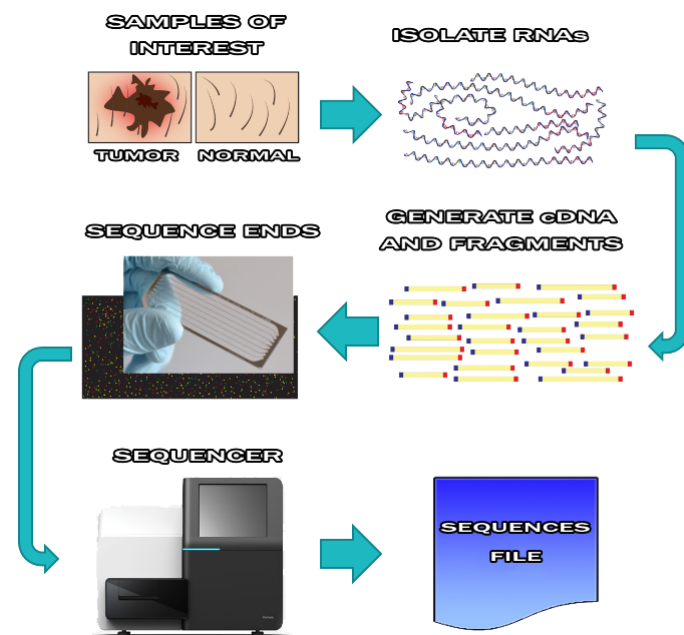 SAMPLES OF
INTEREST
TUMOR
NORMAL
ISOLATE RNAs
GENERATE cDNA
AND FRAGMENTS
SEQUENCE ENDS
SEQUENCER
SEQUENCES
FILE